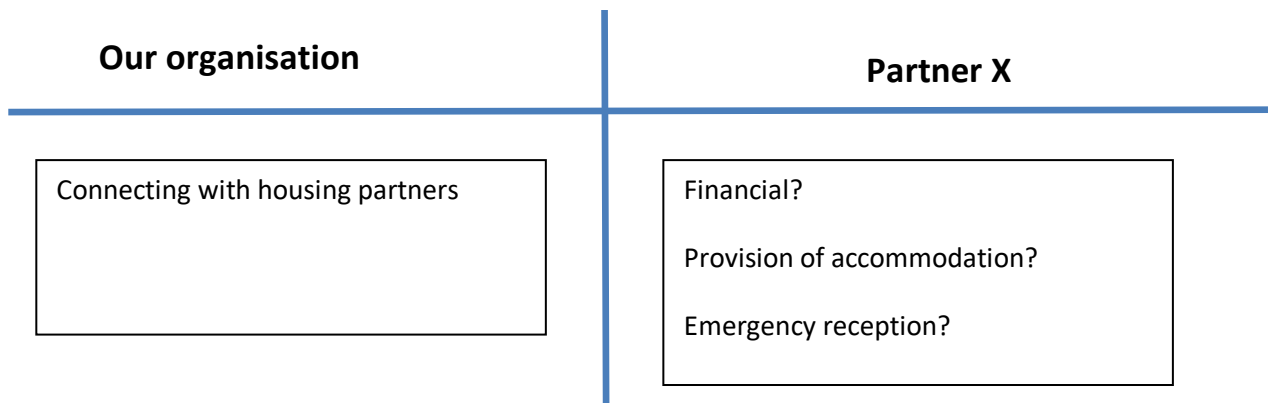 Our organisation
Partner X
Connecting with housing partners
Financial?
Provision of accommodation?
Emergency reception?